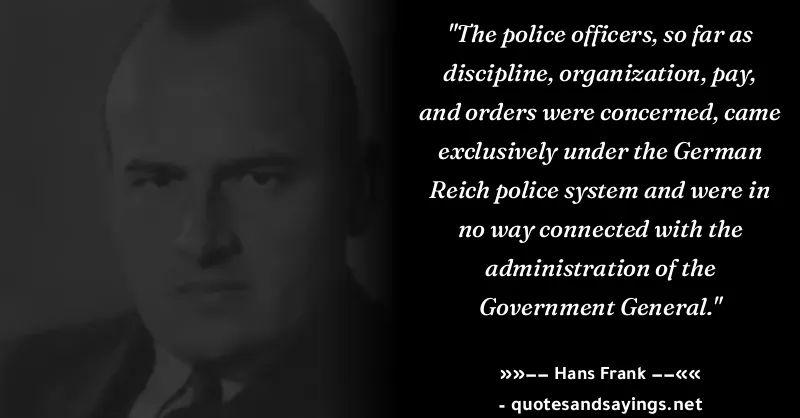 "The police officers, so far as
discipline, organization, pay,
and orders were concerned, came
exclusively under the German
Reich police system and were in
no way connected with the
administration of the
Government General."
»»–– Hans Frank ––««
- quotesandsayings.net